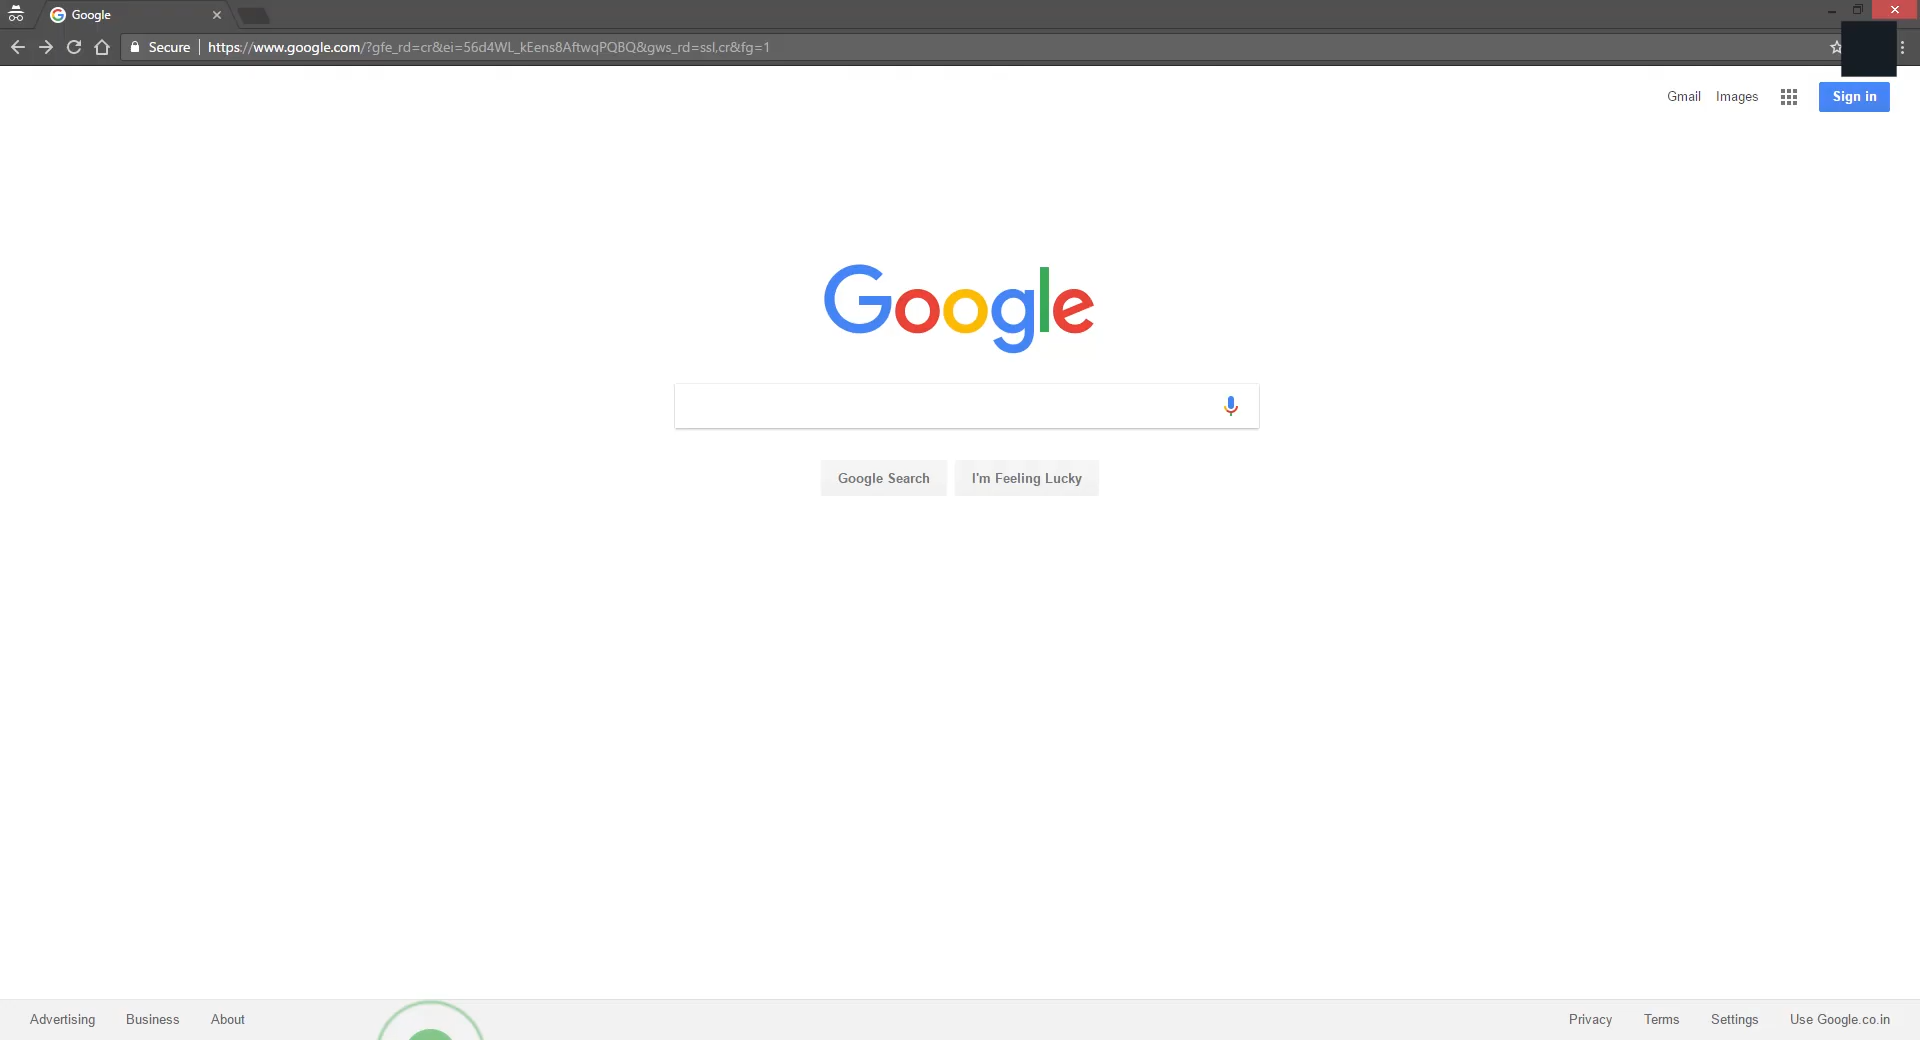 Google
Secure https://www.google.com/?gfe_rd=cr&ei=56d4WL_kEens8AftwqPQBQ&gws_rd=ssl,cr&fg=1
Gmail Images Sign in
Google
Google Search I'm Feeling Lucky
Advertising Business About Privacy Terms Settings Use Google.co.in